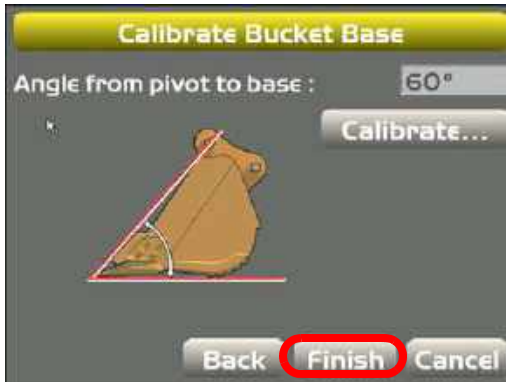 Calibrate Bucket Base
Angle from pivot to base : 60°
Calibrate...
Back Finish Cancel